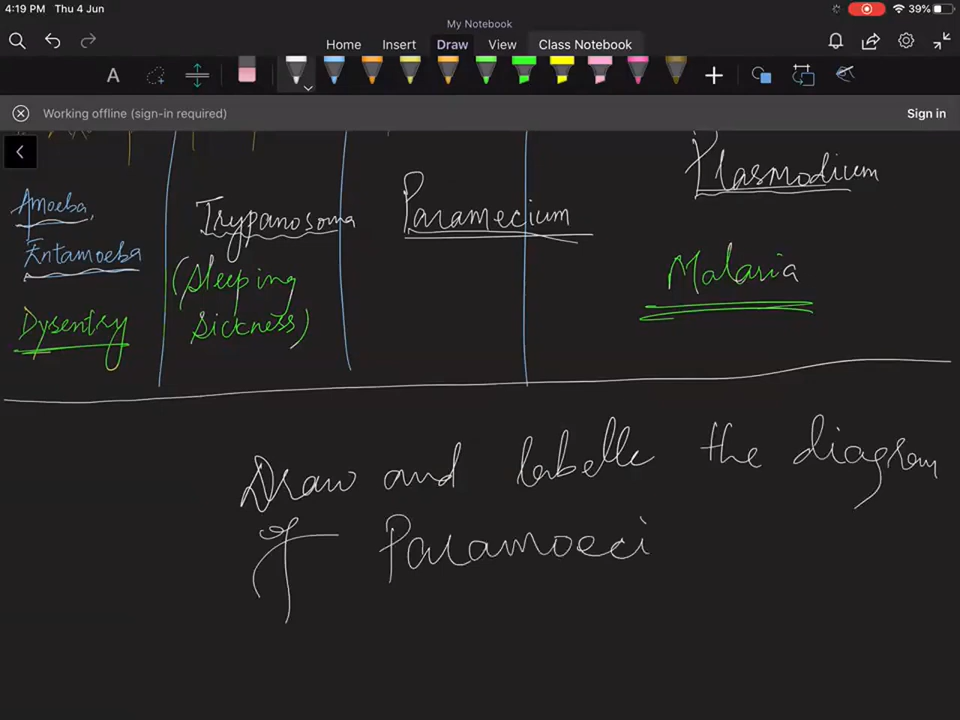 4:19 PM Thu 4 Jun
39%
My Notebook
Home Insert Draw View Class Notebook
A
Working offline (sign-in required)
Sign in
Amoeba,
Entamoeba
Dysentry
Trypanosoma
(Sleeping
Sickness)
Paramecium
Plasmodium
Malaria
Draw and labelle the diagram
of Paramoeci